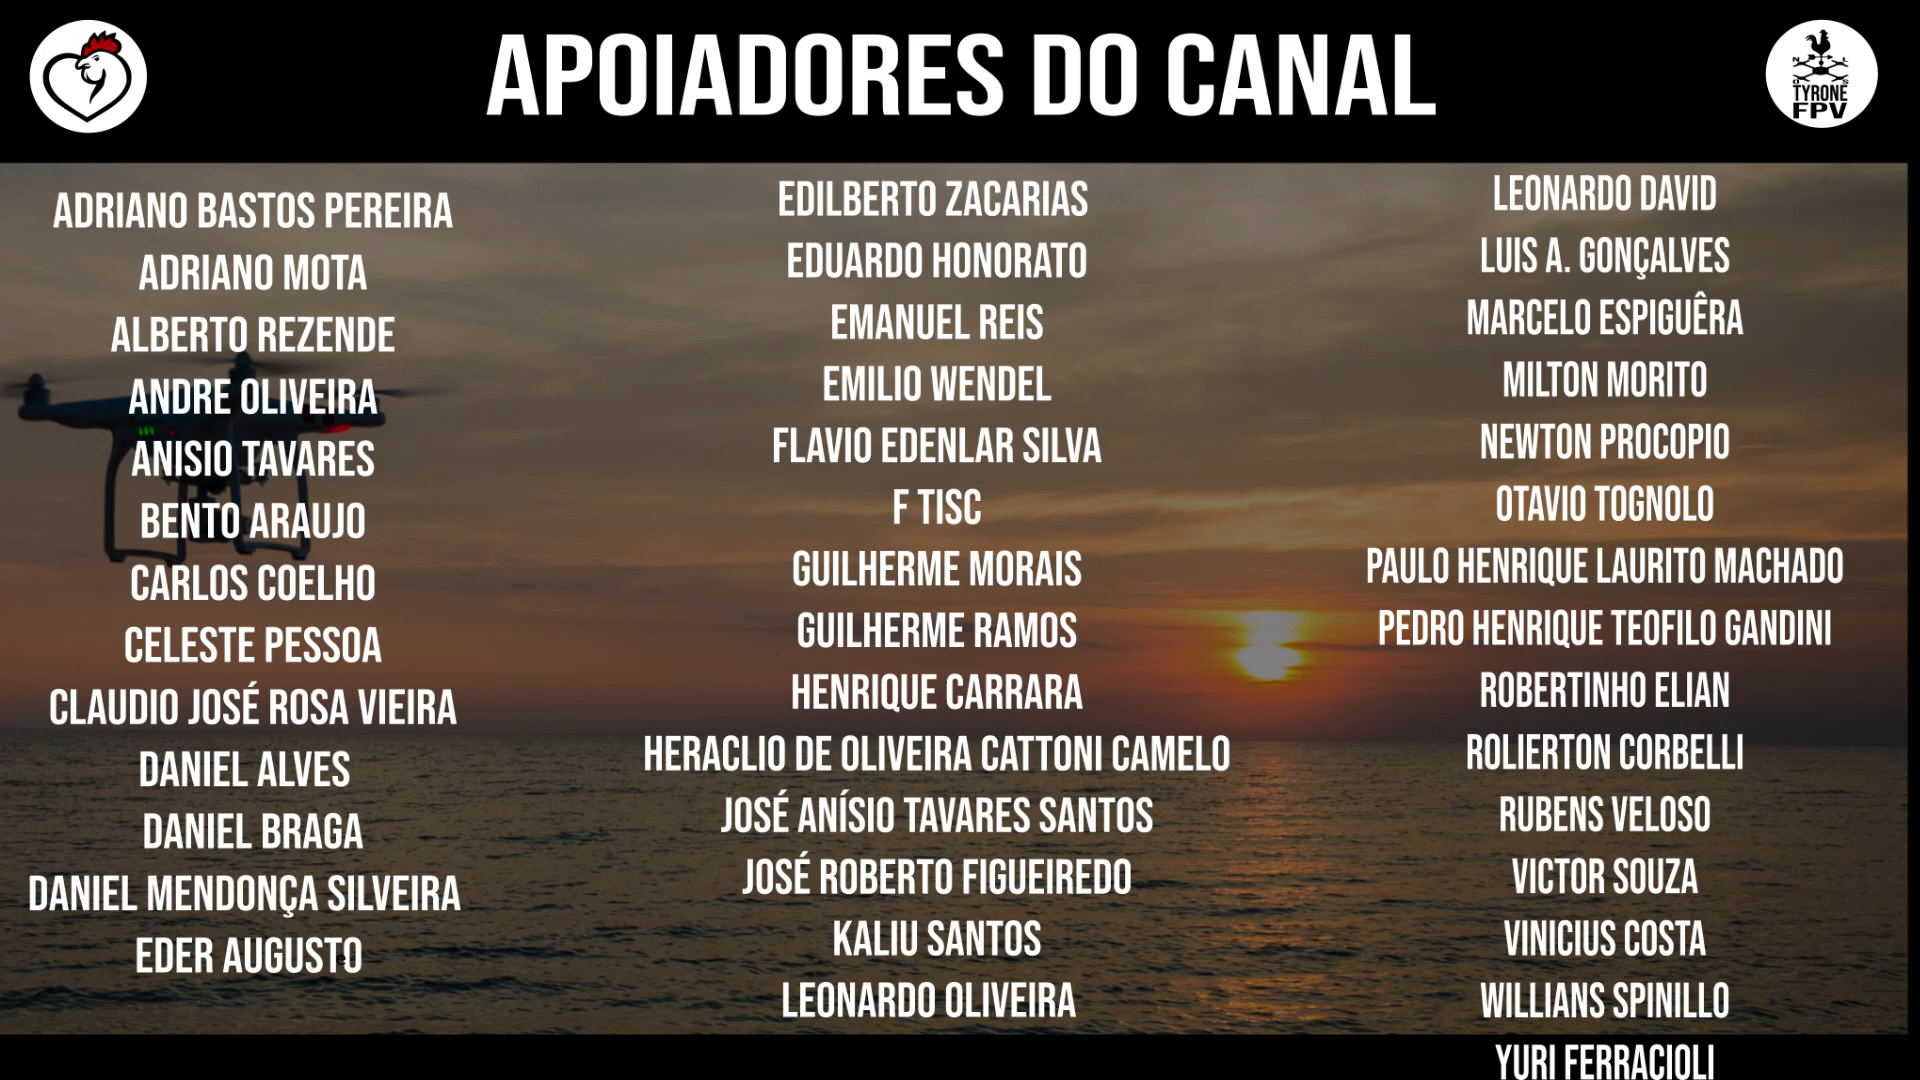 APOIADORES DO CANAL
N L
O S
TYRONE
FPV
ADRIANO BASTOS PEREIRA
ADRIANO MOTA
ALBERTO REZENDE
ANDRE OLIVEIRA
ANISIO TAVARES
BENTO ARAUJO
CARLOS COELHO
CELESTE PESSOA
CLAUDIO JOSÉ ROSA VIEIRA
DANIEL ALVES
DANIEL BRAGA
DANIEL MENDONÇA SILVEIRA
EDER AUGUSTO
EDILBERTO ZACARIAS
EDUARDO HONORATO
EMANUEL REIS
EMILIO WENDEL
FLAVIO EDENLAR SILVA
F TISC
GUILHERME MORAIS
GUILHERME RAMOS
HENRIQUE CARRARA
HERACLIO DE OLIVEIRA CATTONI CAMELO
JOSÉ ANÍSIO TAVARES SANTOS
JOSÉ ROBERTO FIGUEIREDO
KALIU SANTOS
LEONARDO OLIVEIRA
LEONARDO DAVID
LUIS A. GONÇALVES
MARCELO ESPIGUÊRA
MILTON MORITO
NEWTON PROCOPIO
OTAVIO TOGNOLO
PAULO HENRIQUE LAURITO MACHADO
PEDRO HENRIQUE TEOFILO GANDINI
ROBERTINHO ELIAN
ROLIERTON CORBELLI
RUBENS VELOSO
VICTOR SOUZA
VINICIUS COSTA
WILLIANS SPINILLO
YURI FERRACIOLI